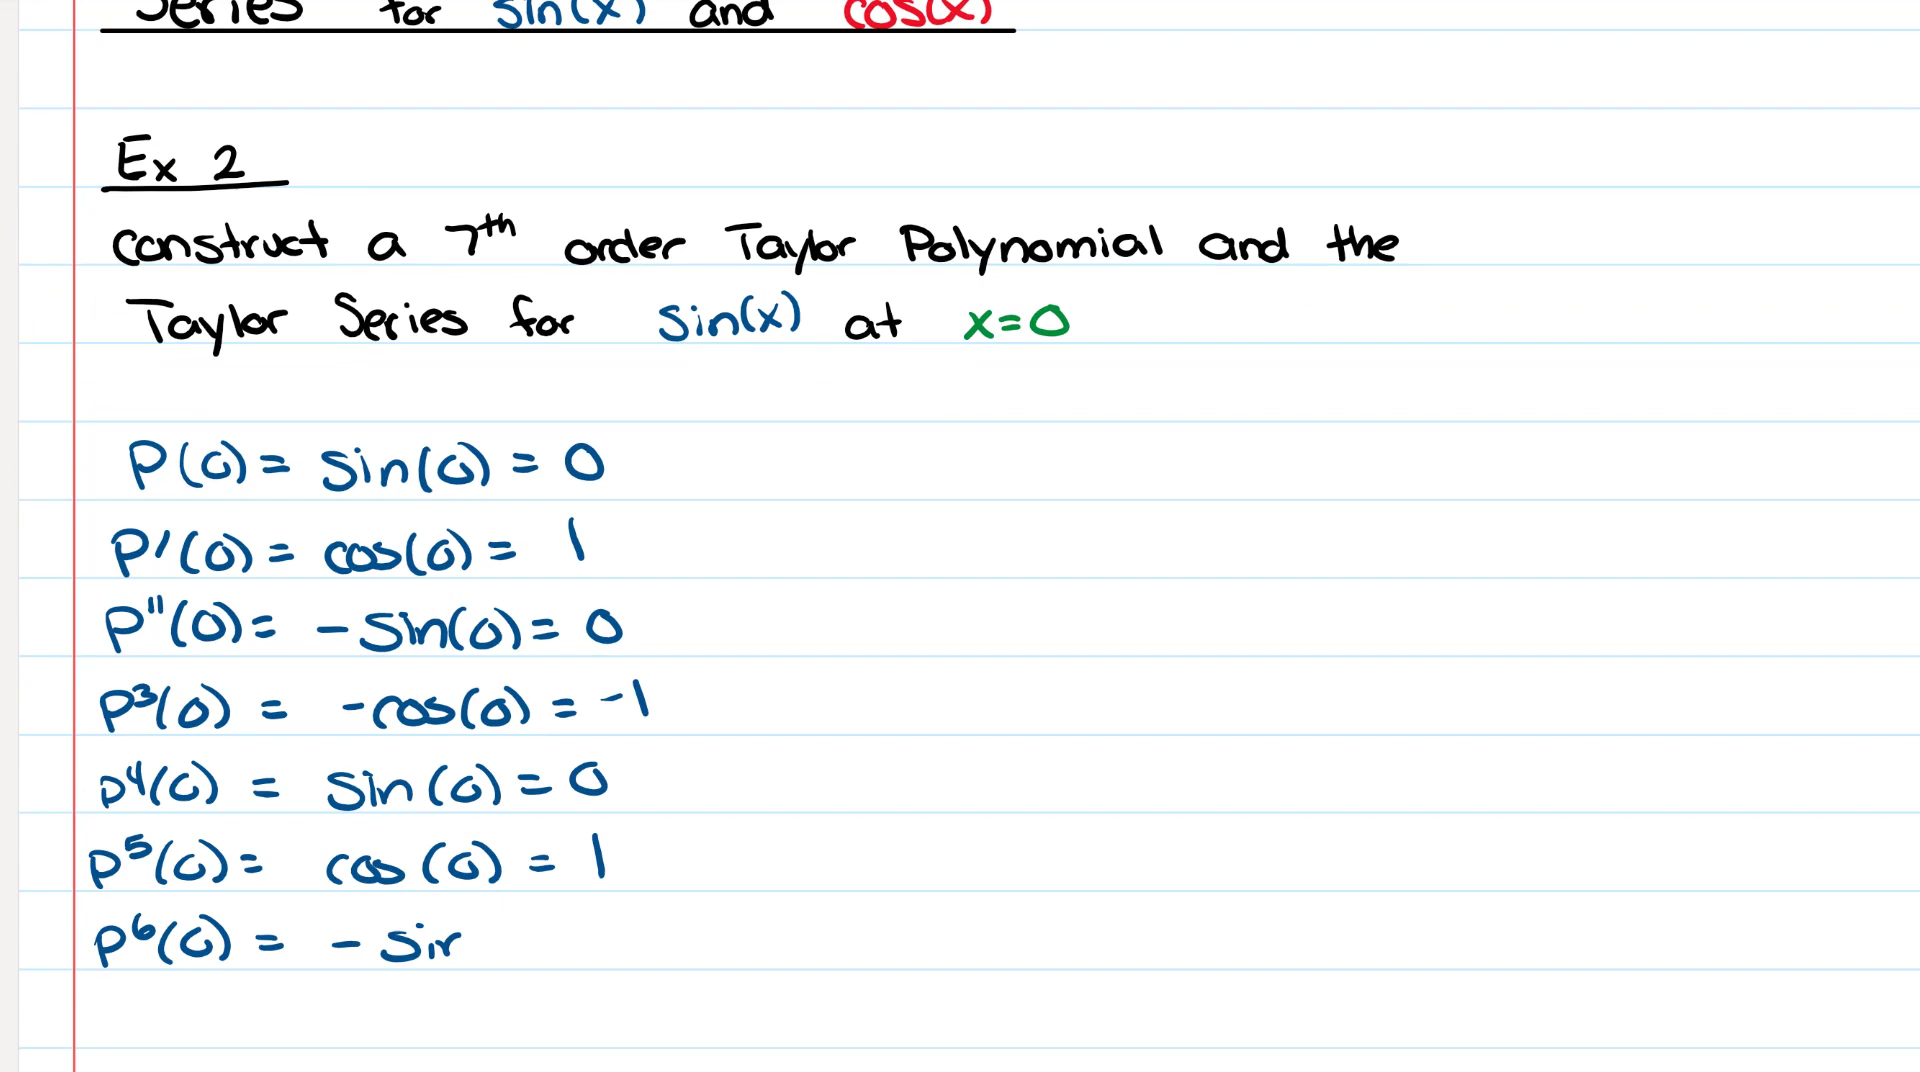 Series for sin(x) and cos(x)
Ex 2
Construct a 7th order Taylor Polynomial and the
Taylor Series for sin(x) at x=0
P(0) = sin(0) = 0
P'(0) = cos(0) = 1
P''(0) = - sin(0) = 0
P³(0) = -cos(0) = -1
P⁴(0) = sin(0) = 0
P⁵(0) = cos(0) = 1
P⁶(0) = - sir